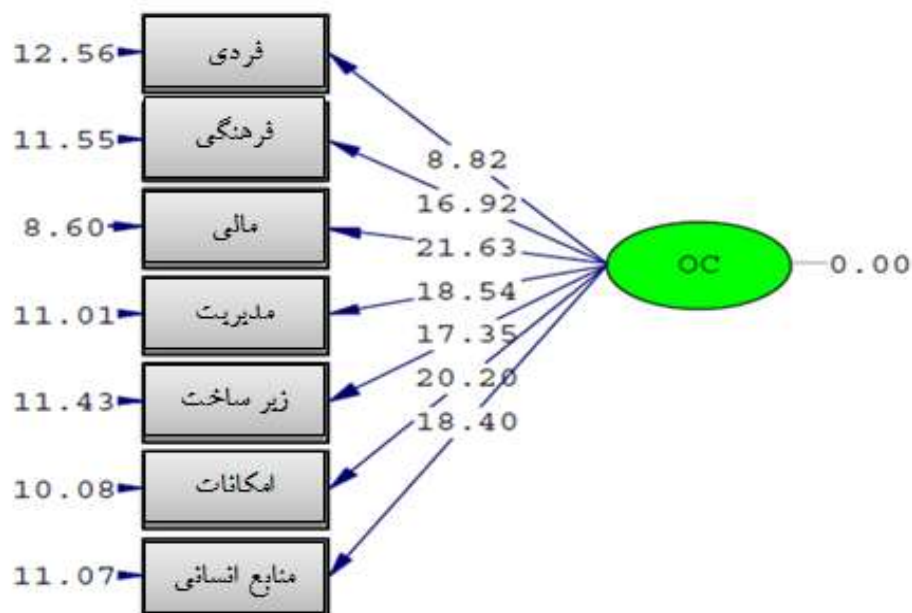 12.56
فردی
11.55
فرهنگی
8.60
مالی
11.01
مدیریت
11.43
زیر ساخت
10.08
امکانات
11.07
منابع انسانی
8.82
16.92
21.63
18.54
17.35
20.20
18.40
OC
0.00